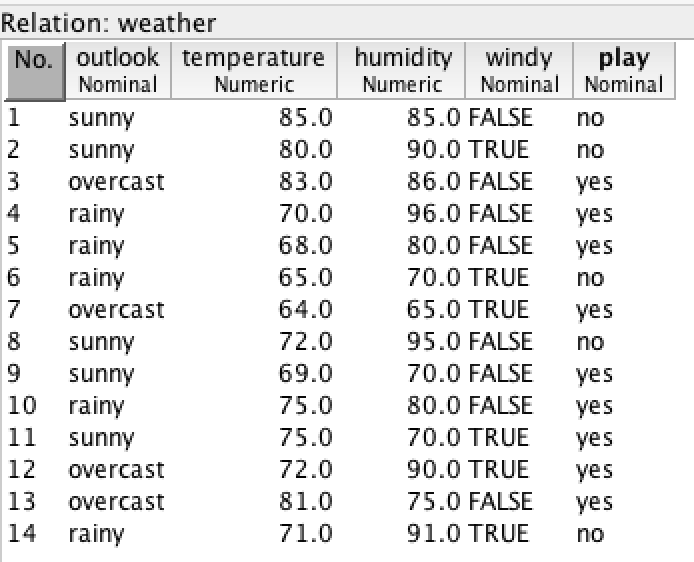 Relation: weather
No. outlook temperature humidity windy play
Nominal Numeric Numeric Nominal Nominal
1 sunny 85.0 85.0 FALSE no
2 sunny 80.0 90.0 TRUE no
3 overcast 83.0 86.0 FALSE yes
4 rainy 70.0 96.0 FALSE yes
5 rainy 68.0 80.0 FALSE yes
6 rainy 65.0 70.0 TRUE no
7 overcast 64.0 65.0 TRUE yes
8 sunny 72.0 95.0 FALSE no
9 sunny 69.0 70.0 FALSE yes
10 rainy 75.0 80.0 FALSE yes
11 sunny 75.0 70.0 TRUE yes
12 overcast 72.0 90.0 TRUE yes
13 overcast 81.0 75.0 FALSE yes
14 rainy 71.0 91.0 TRUE no